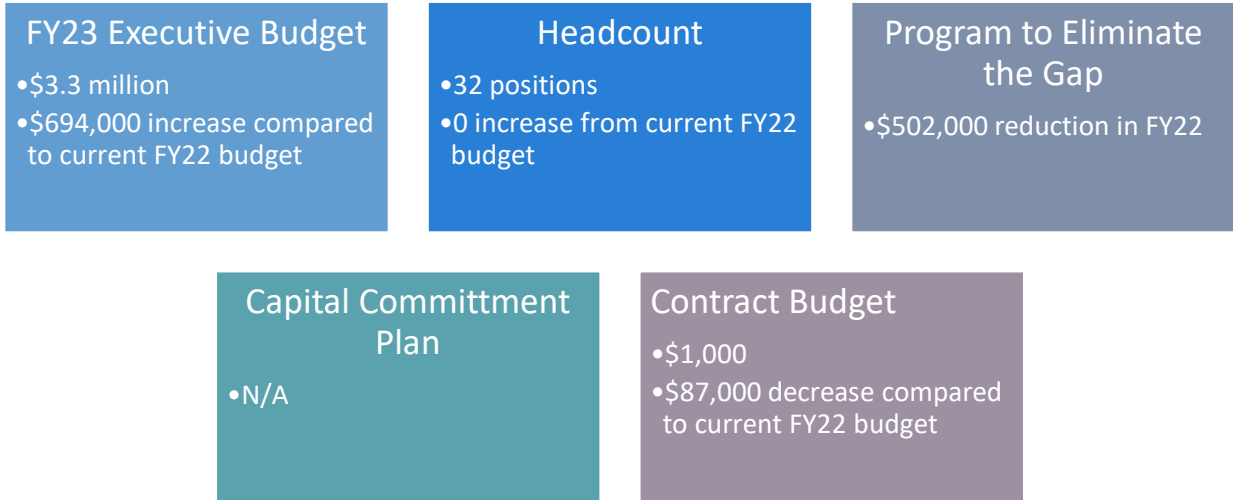 FY23 Executive Budget
•$3.3 million
•$694,000 increase compared
to current FY22 budget
Headcount
•32 positions
•0 increase from current FY22
budget
Program to Eliminate
the Gap
•$502,000 reduction in FY22
Capital Committment
Plan
•N/A
Contract Budget
•$1,000
•$87,000 decrease compared
to current FY22 budget